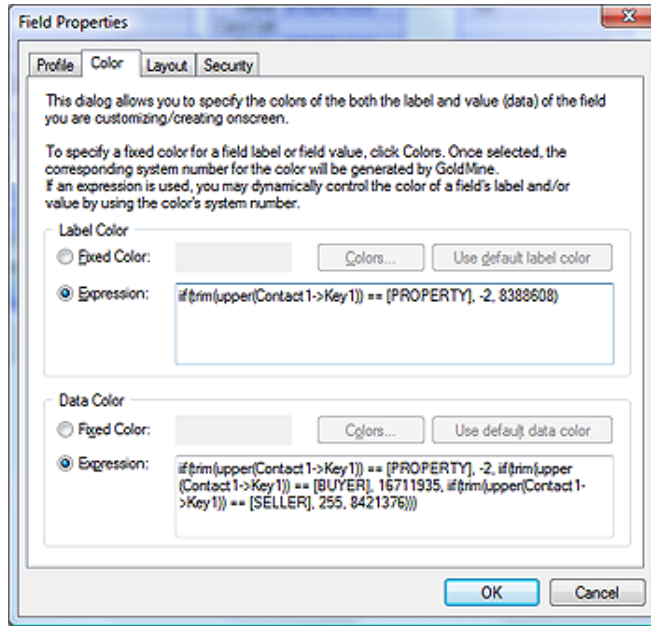 Field Properties
Profile Color Layout Security
This dialog allows you to specify the colors of the both the label and value (data) of the field
you are customizing/creating onscreen.
To specify a fixed color for a field label or field value, click Colors. Once selected, the
corresponding system number for the color will be generated by GoldMine.
If an expression is used, you may dynamically control the color of a field's label and/or
value by using the color's system number.
Label Color
Fixed Color: Colors... Use default label color
Expression: iif(trim(upper(Contact1->Key1)) == [PROPERTY], -2, 8388608)
Data Color
Fixed Color: Colors... Use default data color
Expression: iif(trim(upper(Contact1->Key1)) == [PROPERTY], -2, iif(trim(upper
(Contact1->Key1)) == [BUYER], 16711935, iif(trim(upper(Contact1-
>Key1)) == [SELLER], 255, 8421376)))
OK Cancel